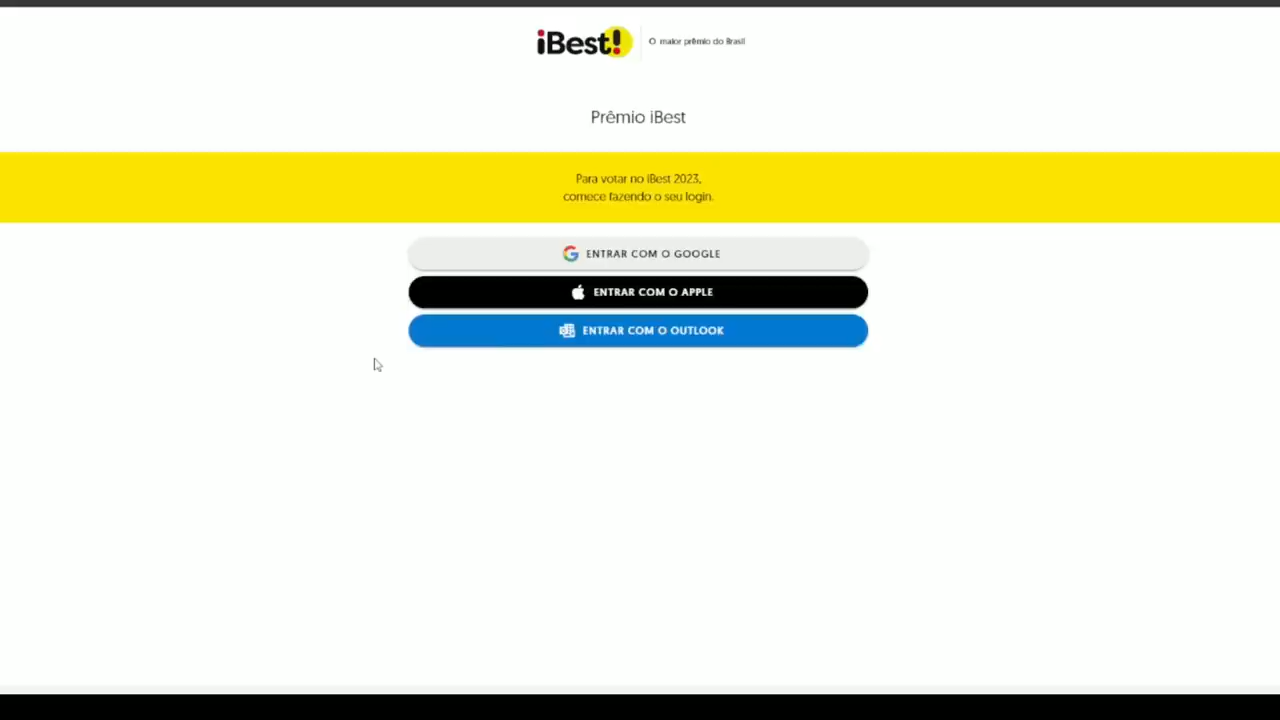 iBest!
O maior prêmio do Brasil
Prêmio iBest
Para votar no iBest 2023,
comece fazendo o seu login.
ENTRAR COM O GOOGLE
ENTRAR COM O APPLE
ENTRAR COM O OUTLOOK